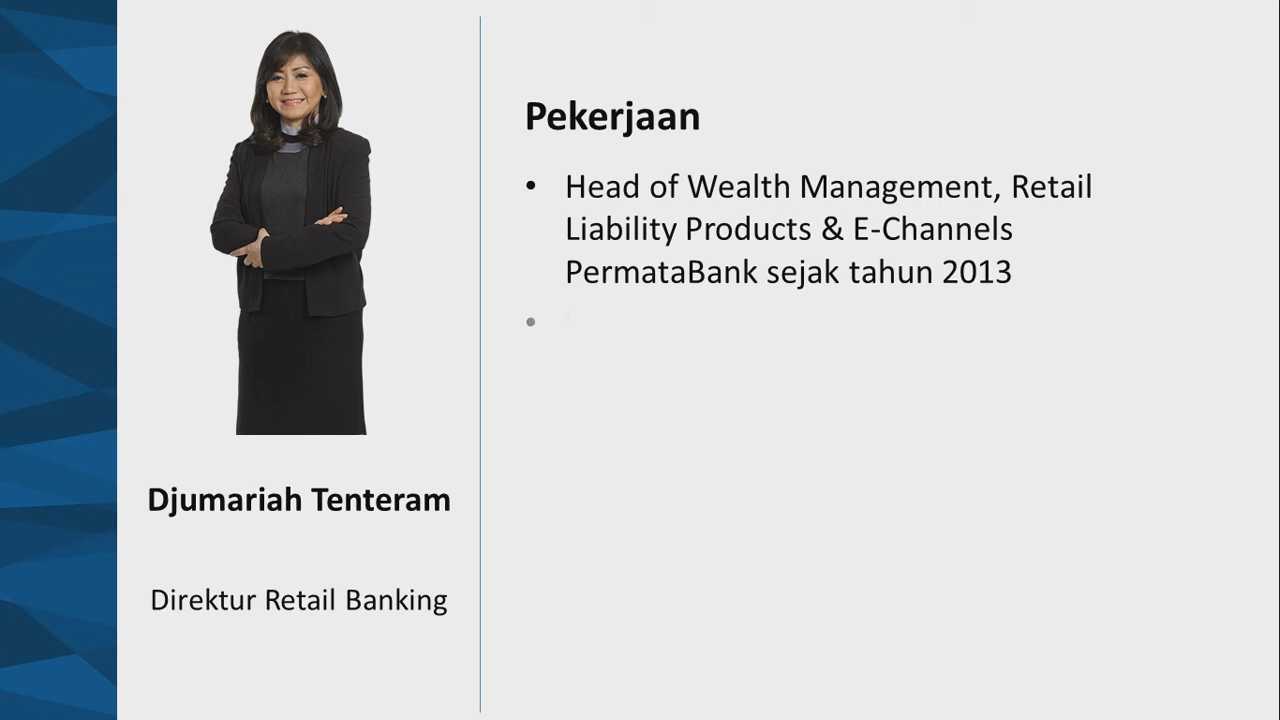 Pekerjaan
• Head of Wealth Management, Retail
Liability Products & E-Channels
PermataBank sejak tahun 2013
•
Djumariah Tenteram
Direktur Retail Banking